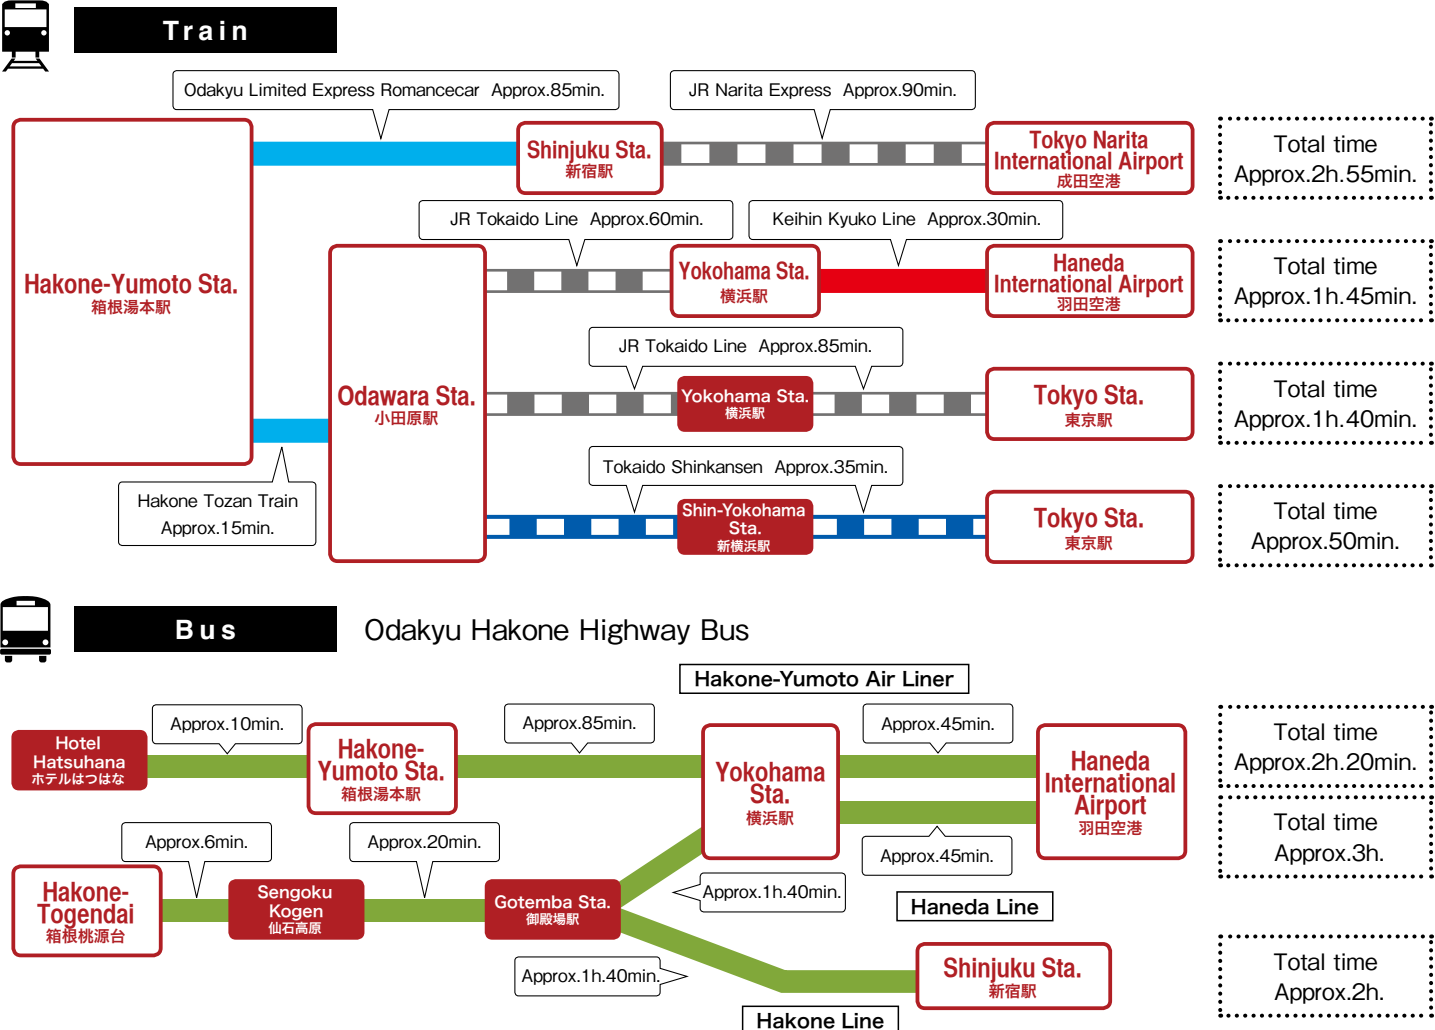 Train
Odakyu Limited Express Romancecar Approx.85min.
JR Narita Express Approx.90min.
Shinjuku Sta.
新宿駅
Tokyo Narita
International Airport
成田空港
Total time
Approx.2h.55min.
JR Tokaido Line Approx.60min.
Keihin Kyuko Line Approx.30min.
Hakone-Yumoto Sta.
箱根湯本駅
Yokohama Sta.
横浜駅
Haneda
International Airport
羽田空港
Total time
Approx.1h.45min.
JR Tokaido Line Approx.85min.
Odawara Sta.
小田原駅
Yokohama Sta.
横浜駅
Tokyo Sta.
東京駅
Total time
Approx.1h.40min.
Tokaido Shinkansen Approx.35min.
Hakone Tozan Train
Approx.15min.
Shin-Yokohama
Sta.
新横浜駅
Tokyo Sta.
東京駅
Total time
Approx.50min.
Bus
Odakyu Hakone Highway Bus
Hakone-Yumoto Air Liner
Approx.10min.
Approx.85min.
Approx.45min.
Hotel
Hatsuhana
ホテルはつはな
Hakone-
Yumoto Sta.
箱根湯本駅
Yokohama
Sta.
横浜駅
Haneda
International
Airport
羽田空港
Total time
Approx.2h.20min.
Total time
Approx.3h.
Approx.6min.
Approx.20min.
Approx.45min.
Hakone-
Togendai
箱根桃源台
Sengoku
Kogen
仙石高原
Gotemba Sta.
御殿場駅
Approx.1h.40min.
Haneda Line
Approx.1h.40min.
Shinjuku Sta.
新宿駅
Total time
Approx.2h.
Hakone Line